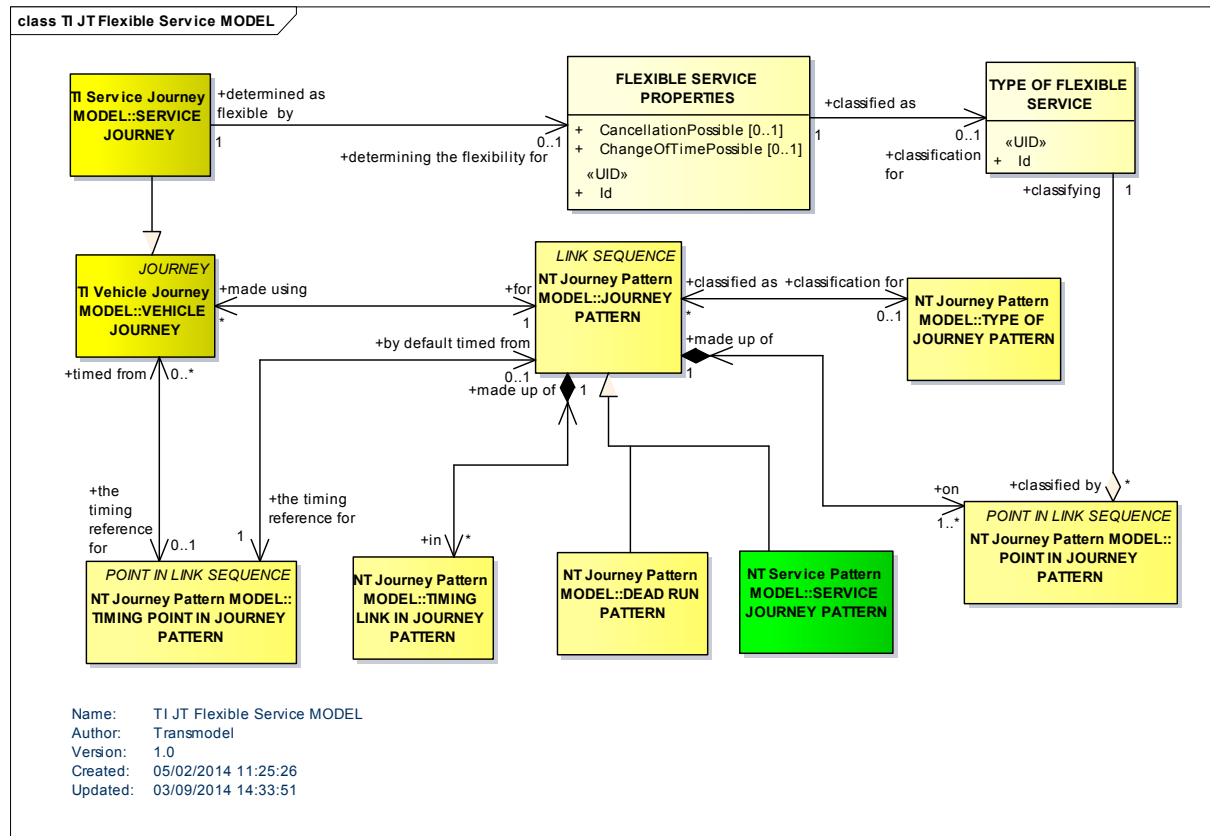 class TI JT Flexible Service MODEL
TI Service Journey
MODEL::SERVICE
JOURNEY
+determined as
flexible by
1
0..1
+determining the flexibility for
FLEXIBLE SERVICE
PROPERTIES
+ CancellationPossible [0..1]
+ ChangeOfTimePossible [0..1]
«UID»
+ Id
+classified as
1
0..1
+classification
for
TYPE OF FLEXIBLE
SERVICE
«UID»
+ Id
+classifying 1
JOURNEY
TI Vehicle Journey
MODEL::VEHICLE
JOURNEY
+made using
*
+for
1
LINK SEQUENCE
NT Journey Pattern
MODEL::JOURNEY
PATTERN
+classified as +classification for
*
0..1
NT Journey Pattern
MODEL::TYPE OF
JOURNEY PATTERN
+by default timed from
0..1
+made up of
1
+timed from 0..*
+made up of 1
+the
timing
reference
for
0..1
+the timing
reference for
1
+in *
+on
1..*
+classified by *
POINT IN LINK SEQUENCE
NT Journey Pattern MODEL::
TIMING POINT IN JOURNEY
PATTERN
NT Journey Pattern
MODEL::TIMING
LINK IN JOURNEY
PATTERN
NT Journey Pattern
MODEL::DEAD RUN
PATTERN
NT Service Pattern
MODEL::SERVICE
JOURNEY PATTERN
POINT IN LINK SEQUENCE
NT Journey Pattern MODEL::
POINT IN JOURNEY
PATTERN
Name: TI JT Flexible Service MODEL
Author: Transmodel
Version: 1.0
Created: 05/02/2014 11:25:26
Updated: 03/09/2014 14:33:51